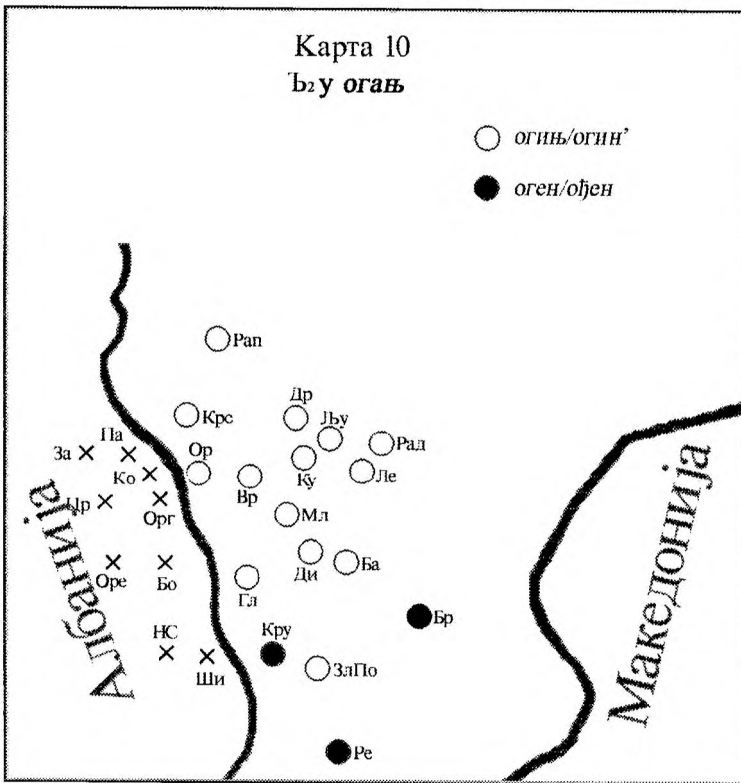 Карта 10
Ъ₂ у огањ
огињ/огин’
оген/ођен
Рап
Крс
Др
Љу
Рад
Па
За
Ор
Ку
Ле
Ко
Вр
Цр
Орг
Мл
Оре
Бо
Ди
Ба
Гл
Бр
НС
Кру
Ши
ЗлПо
Ре
Албанија
Македонија